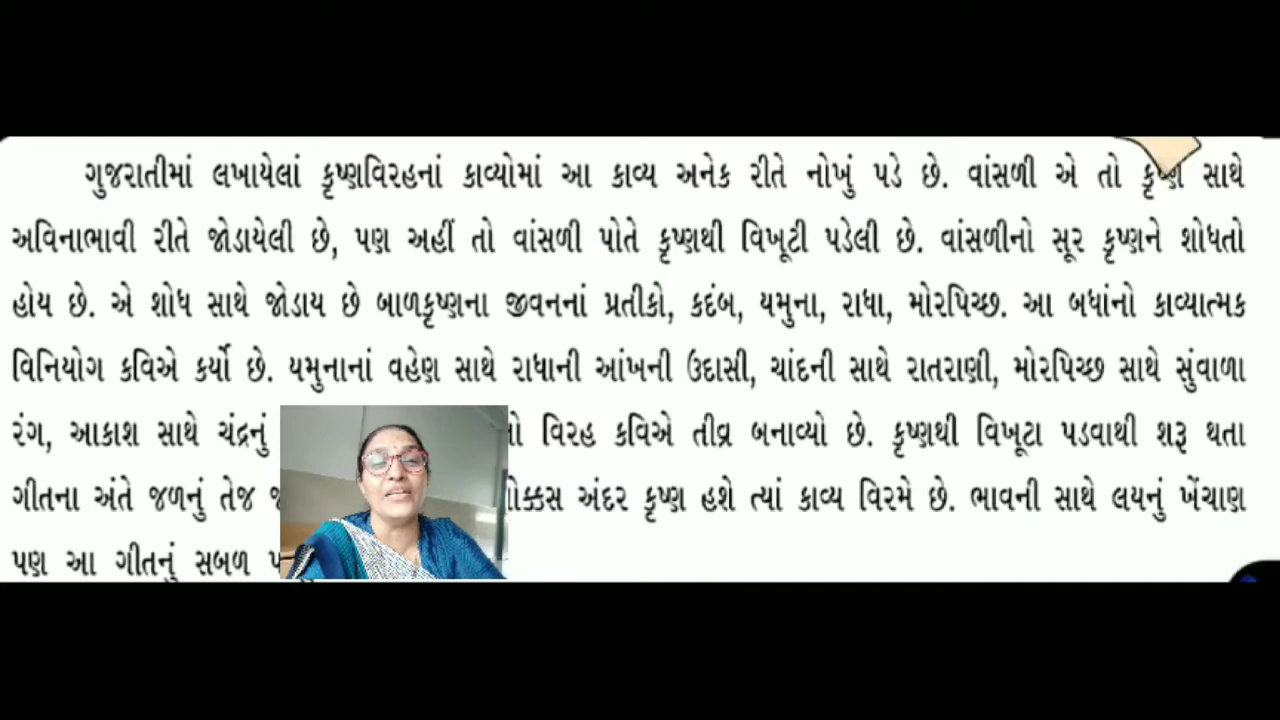 ગુજરાતીમાં લખાયેલાં કૃષ્ણવિરહનાં કાવ્યોમાં આ કાવ્ય અનેક રીતે નોખું પડે છે. વાંસળી એ તો કૃષ્ણ સાથે
અવિનાભાવી રીતે જોડાયેલી છે, પણ અહીં તો વાંસળી પોતે કૃષ્ણથી વિખૂટી પડેલી છે. વાંસળીનો સૂર કૃષ્ણને શોધતો
હોય છે. એ શોધ સાથે જોડાય છે બાળકૃષ્ણના જીવનનાં પ્રતીકો, કદંબ, યમુના, રાધા, મોરપિચ્છ. આ બધાંનો કાવ્યાત્મક
વિનિયોગ કવિએ કર્યો છે. યમુનાનાં વહેણ સાથે રાધાની આંખની ઉદાસી, ચાંદની સાથે રાતરાણી, મોરપિચ્છ સાથે સુંવાળા
રંગ, આકાશ સાથે ચંદ્રનું વિરહ કવિએ તીવ્ર બનાવ્યો છે. કૃષ્ણથી વિખૂટા પડવાથી શરૂ થતા
ગીતના અંતે જળનું તેજ અંદર કૃષ્ણ હશે ત્યાં કાવ્ય વિરમે છે. ભાવની સાથે લયનું ખેંચાણ
પણ આ ગીતનું સબળ